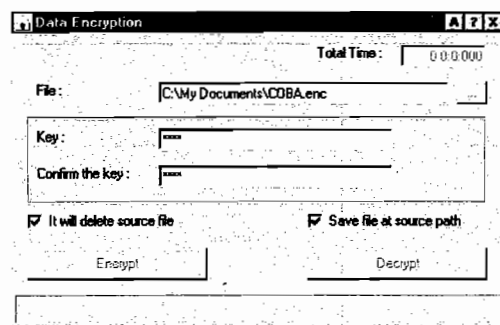 Data Encryption
A ? X
Total Time : 0:0:0:000
File : C:\My Documents\COBA.enc ...
Key : ****
Confirm the key : ****
It will delete source file Save file at source path
Encrypt Decrypt